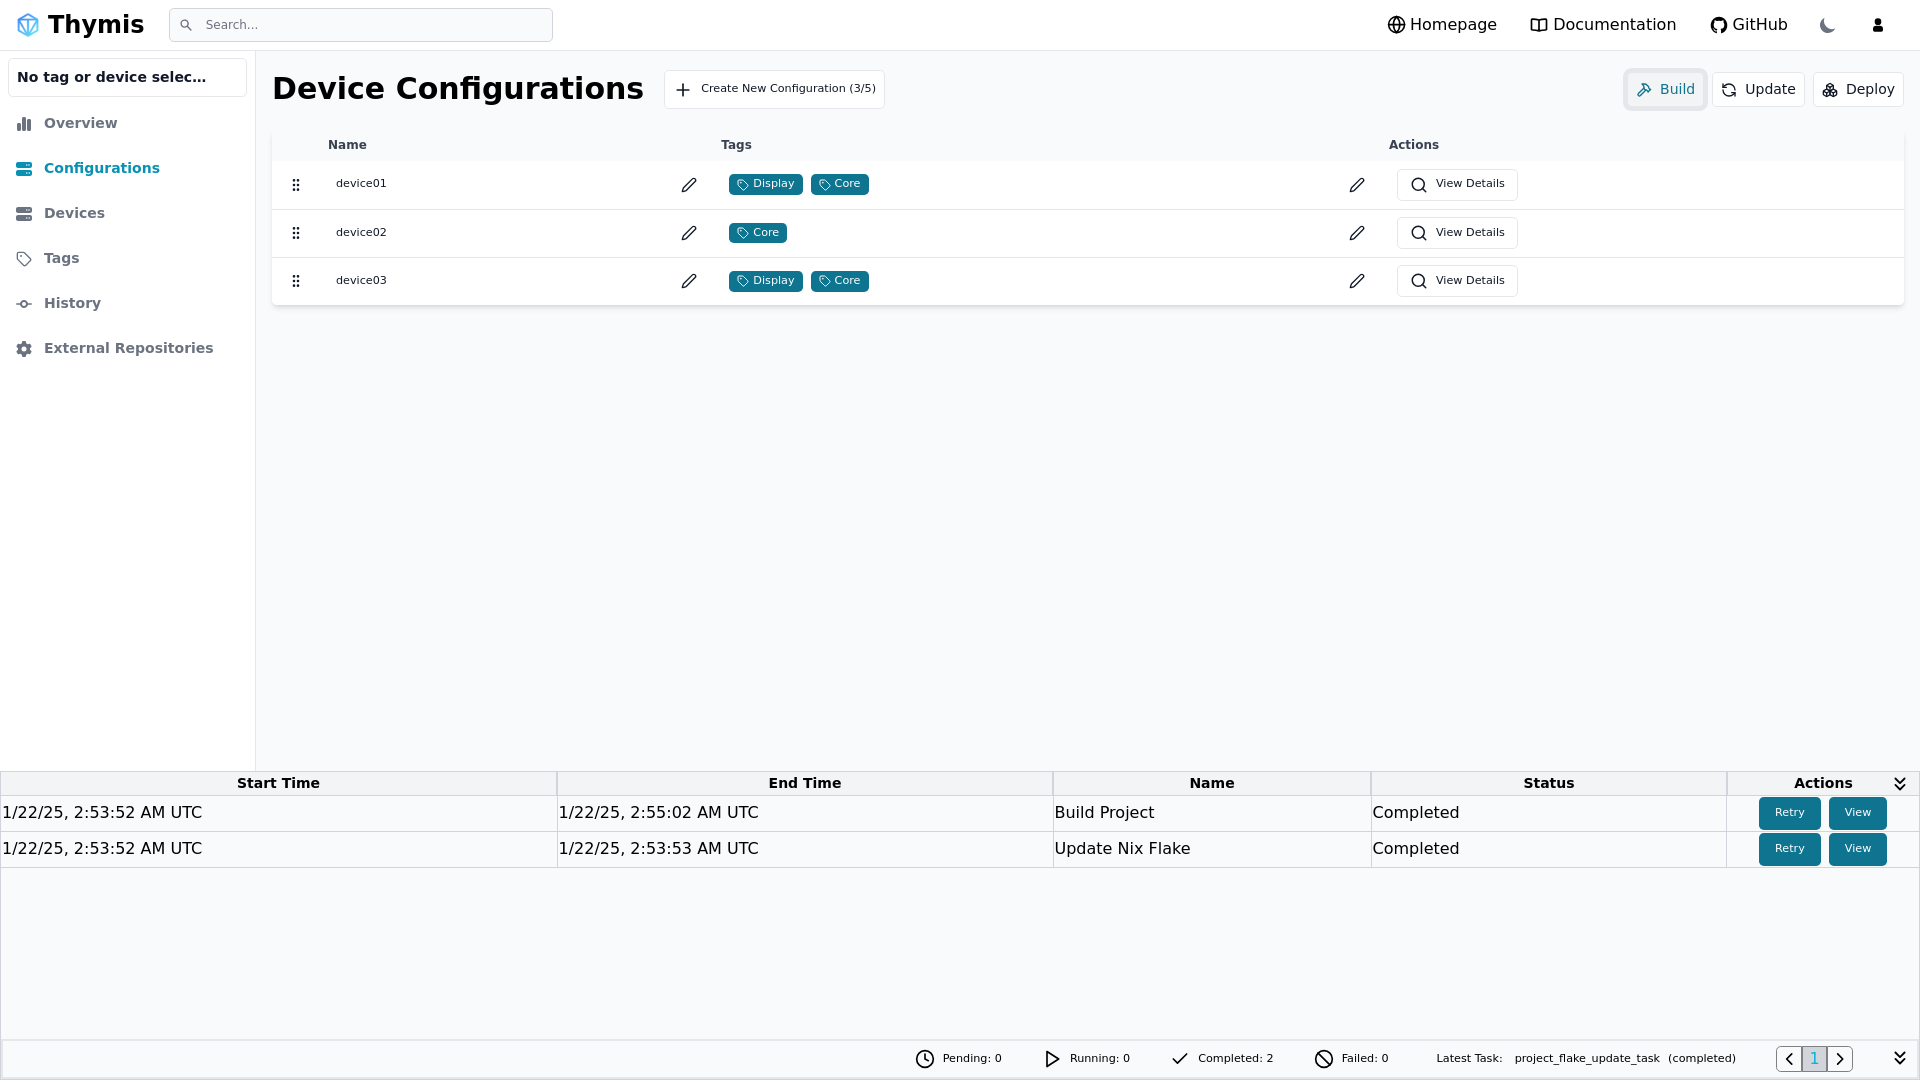 Thymis
Search...
Homepage
Documentation
GitHub
No tag or device selec...
Overview
Configurations
Devices
Tags
History
External Repositories
Device Configurations
Create New Configuration (3/5)
Build
Update
Deploy
Name Tags Actions
device01 Display Core View Details
device02 Core View Details
device03 Display Core View Details
Start Time End Time Name Status Actions
1/22/25, 2:53:52 AM UTC 1/22/25, 2:55:02 AM UTC Build Project Completed Retry View
1/22/25, 2:53:52 AM UTC 1/22/25, 2:53:53 AM UTC Update Nix Flake Completed Retry View
Pending: 0 Running: 0 Completed: 2 Failed: 0 Latest Task: project_flake_update_task (completed) 1